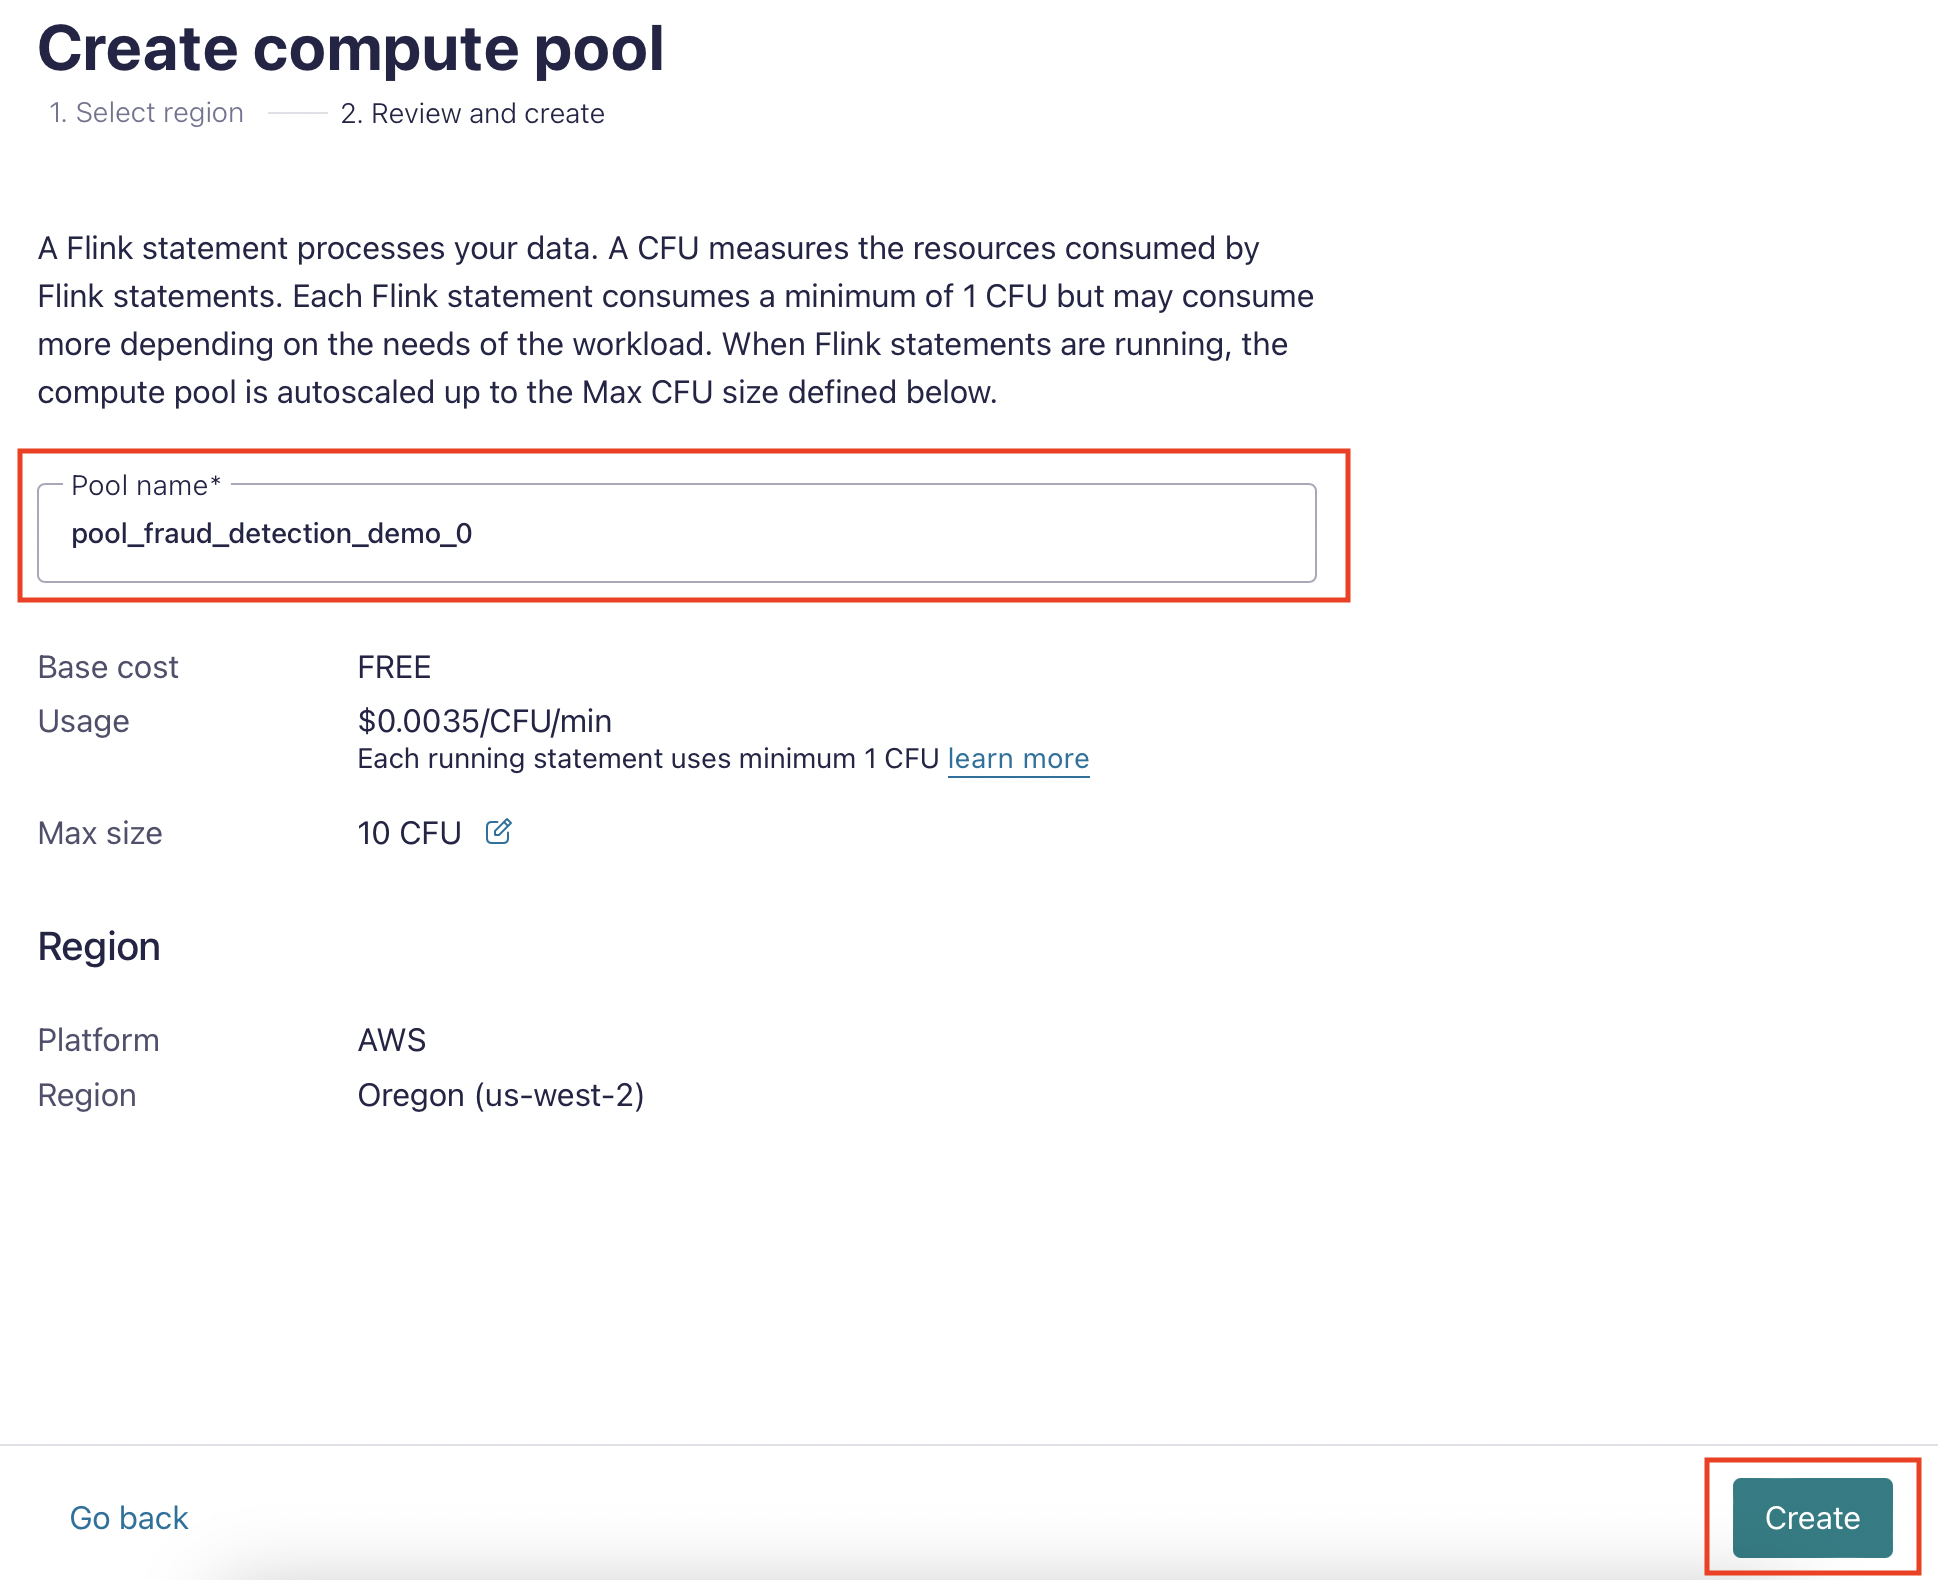 Create compute pool
1. Select region 2. Review and create
A Flink statement processes your data. A CFU measures the resources consumed by
Flink statements. Each Flink statement consumes a minimum of 1 CFU but may consume
more depending on the needs of the workload. When Flink statements are running, the
compute pool is autoscaled up to the Max CFU size defined below.
Pool name*
pool_fraud_detection_demo_0
Base cost FREE
Usage $0.0035/CFU/min
Each running statement uses minimum 1 CFU learn more
Max size 10 CFU
Region
Platform AWS
Region Oregon (us-west-2)
Go back Create